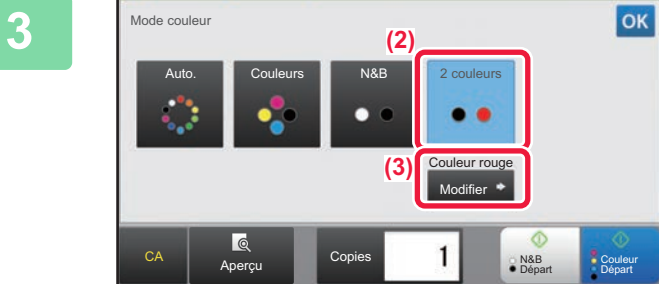 3
Mode couleur
OK
(2)
Auto.
Couleurs
N&B
2 couleurs
(3)
Couleur rouge
Modifier
CA
Aperçu
Copies
1
N&B
Départ
Couleur
Départ